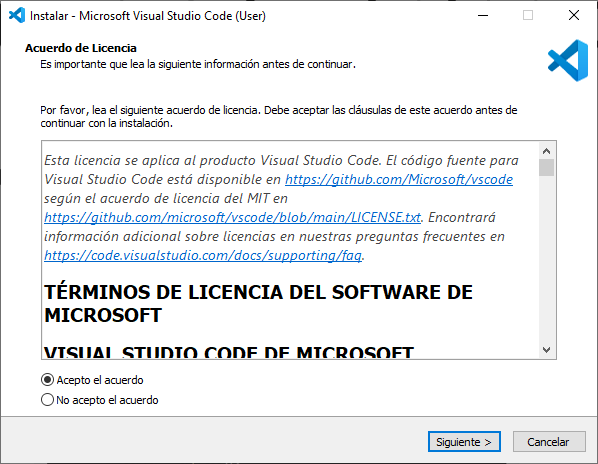 Instalar - Microsoft Visual Studio Code (User)
Acuerdo de Licencia
Es importante que lea la siguiente información antes de continuar.
Por favor, lea el siguiente acuerdo de licencia. Debe aceptar las cláusulas de este acuerdo antes de
continuar con la instalación.
Esta licencia se aplica al producto Visual Studio Code. El código fuente para
Visual Studio Code está disponible en https://github.com/Microsoft/vscode
según el acuerdo de licencia del MIT en
https://github.com/microsoft/vscode/blob/main/LICENSE.txt. Encontrará
información adicional sobre licencias en nuestras preguntas frecuentes en
https://code.visualstudio.com/docs/supporting/faq.
TÉRMINOS DE LICENCIA DEL SOFTWARE DE
MICROSOFT
VISUAL STUDIO CODE DE MICROSOFT
Acepto el acuerdo
No acepto el acuerdo
Siguiente >
Cancelar